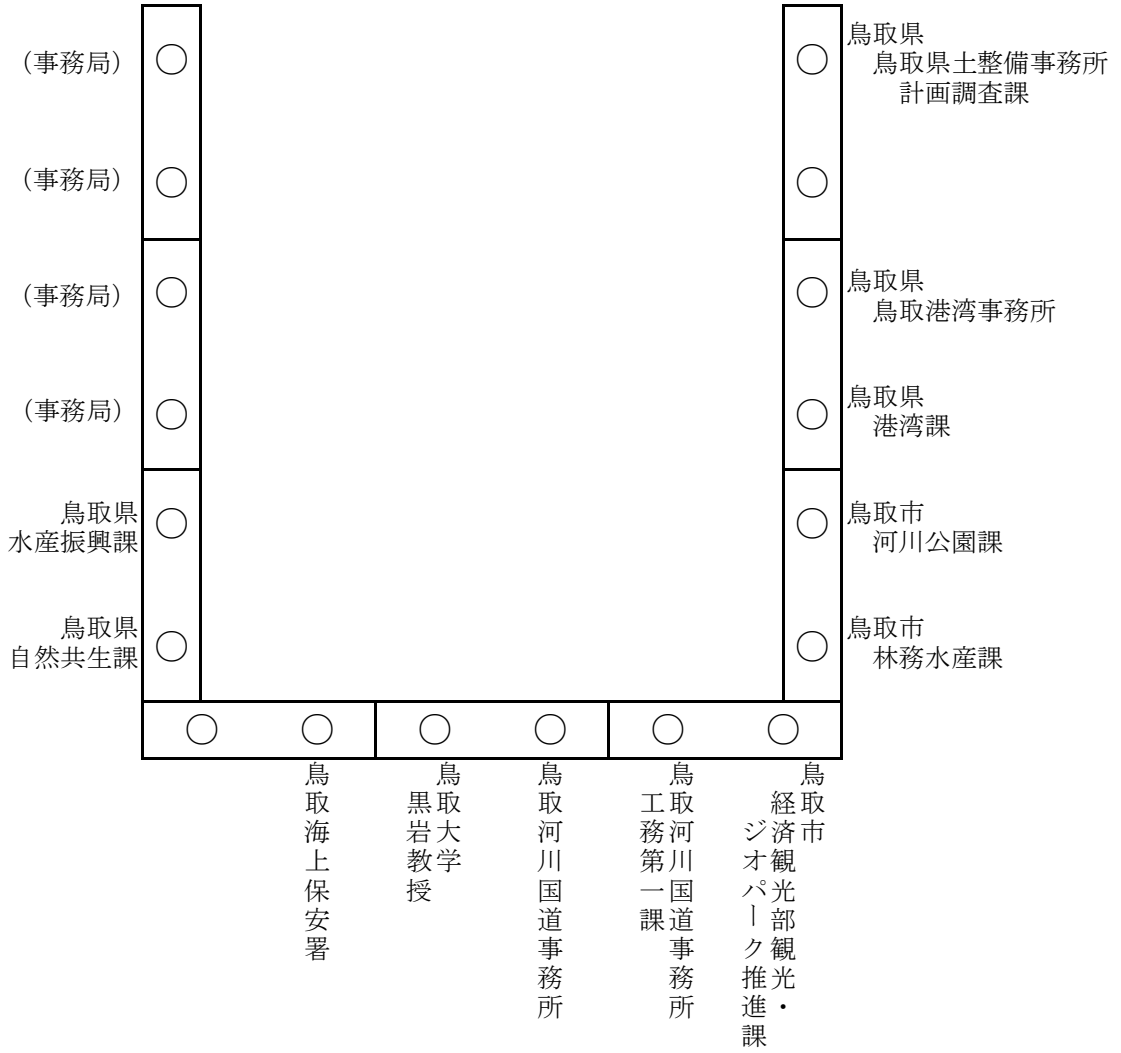 （事務局）
（事務局）
（事務局）
（事務局）
鳥取県
水産振興課
鳥取県
自然共生課
鳥取県
鳥取県土整備事務所
計画調査課
鳥取県
鳥取港湾事務所
鳥取県
港湾課
鳥取市
河川公園課
鳥取市
林務水産課
鳥取市
経済観光部観光・
ジオパーク推進課
鳥取河川国道事務所
工務第一課
鳥取河川国道事務所
鳥取大学
黒岩教授
鳥取海上保安署